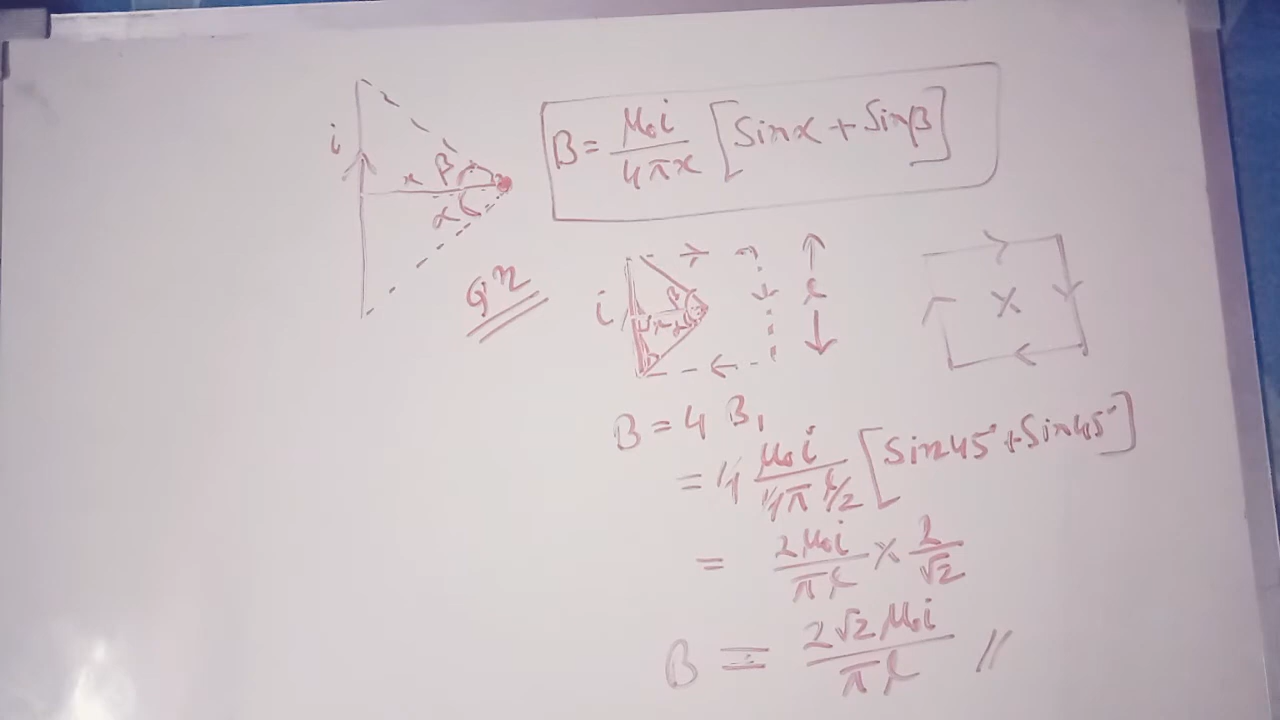 i
x β
α
B = μ₀i / 4πx [Sinα + Sinβ]
i
β
x α
l
X
B = 4 B₁
= 4 μ₀i / 4π l/2 [Sin45° + Sin45°]
= 2μ₀i / πl × 2/√2
B = 2√2 μ₀i / πl //